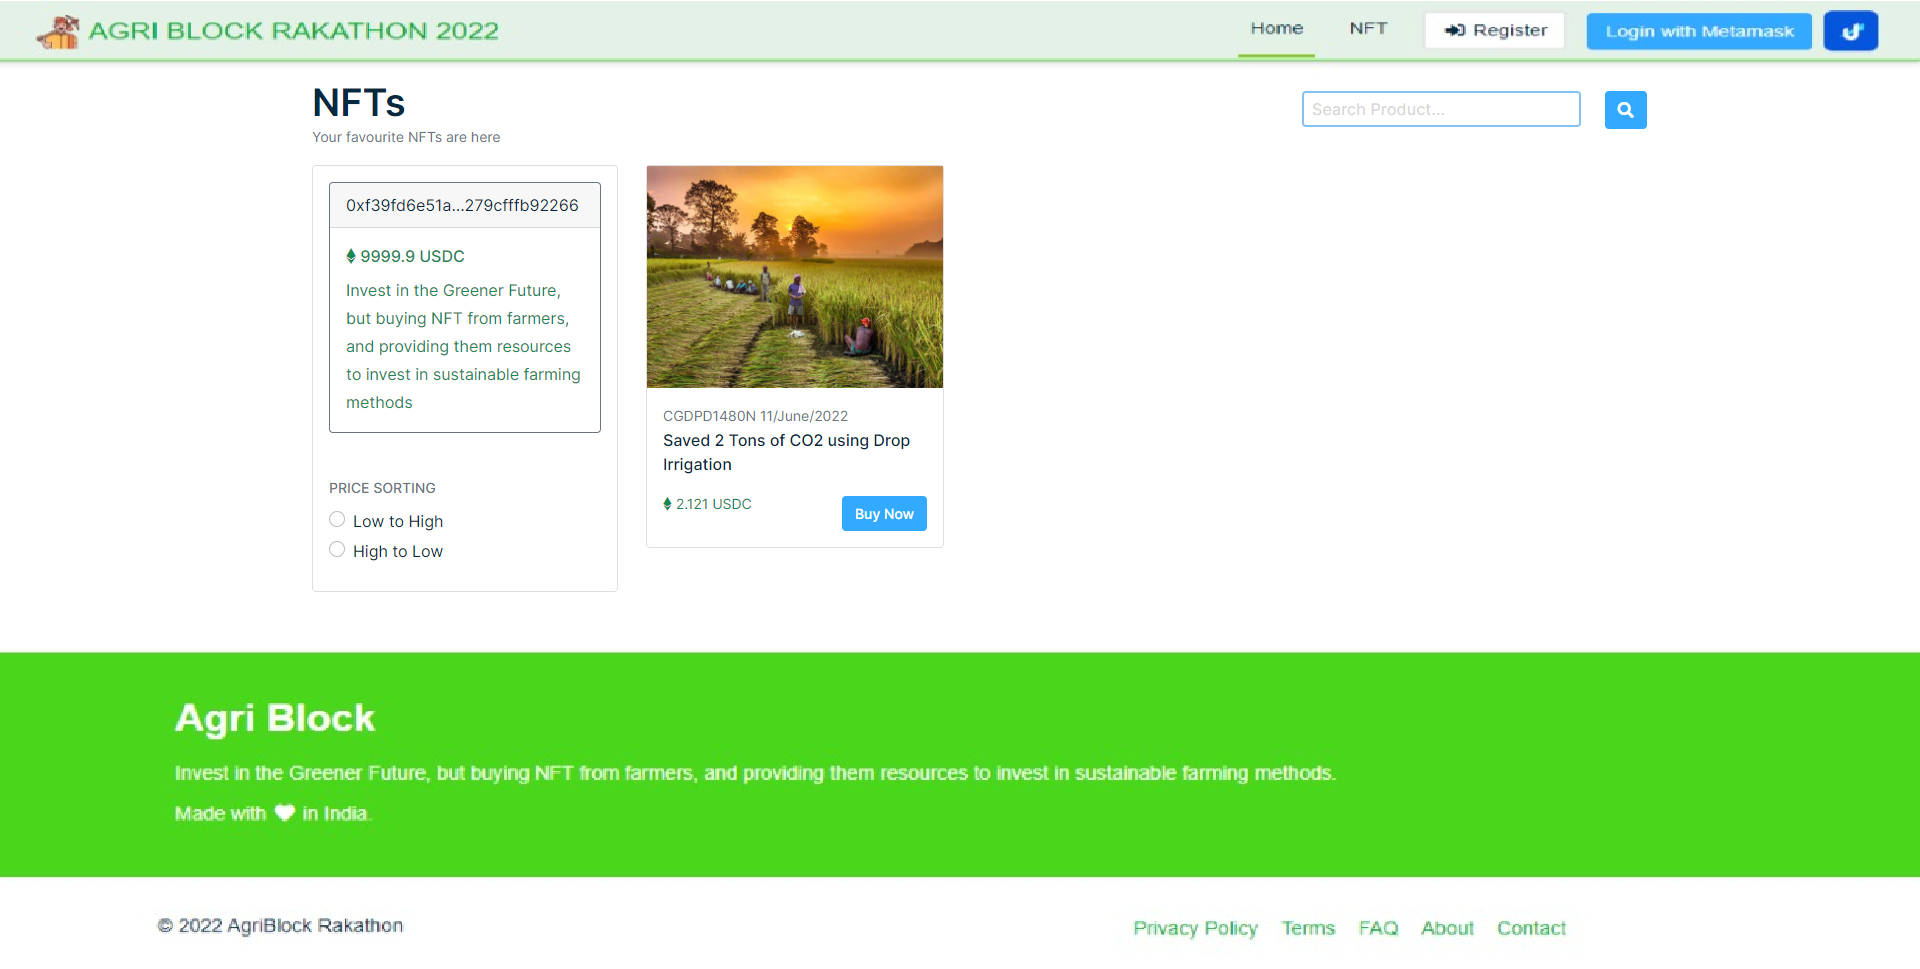 AGRI BLOCK RAKATHON 2022
Home
NFT
Register
Login with Metamask
NFTs
Your favourite NFTs are here
Search Product...
0xf39fd6e51a...279cfffb92266
9999.9 USDC
Invest in the Greener Future,
but buying NFT from farmers,
and providing them resources
to invest in sustainable farming
methods
PRICE SORTING
Low to High
High to Low
CGDPD1480N 11/June/2022
Saved 2 Tons of CO2 using Drop
Irrigation
2.121 USDC
Buy Now
Agri Block
Invest in the Greener Future, but buying NFT from farmers, and providing them resources to invest in sustainable farming methods.
Made with in India.
© 2022 AgriBlock Rakathon
Privacy Policy
Terms
FAQ
About
Contact